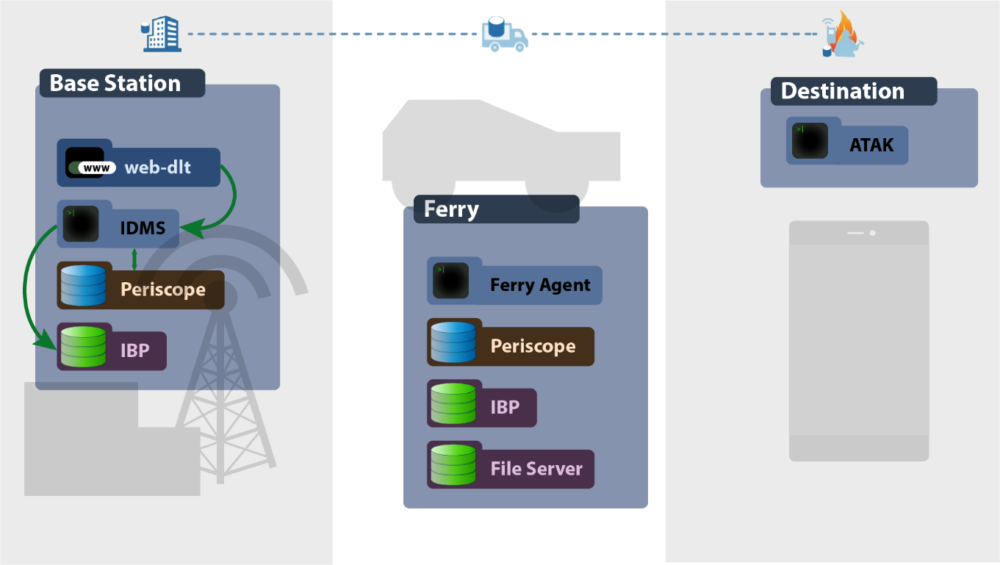 Base Station
www web-dlt
>|
IDMS
Periscope
IBP
Ferry
>|
Ferry Agent
Periscope
IBP
File Server
Destination
>|
ATAK